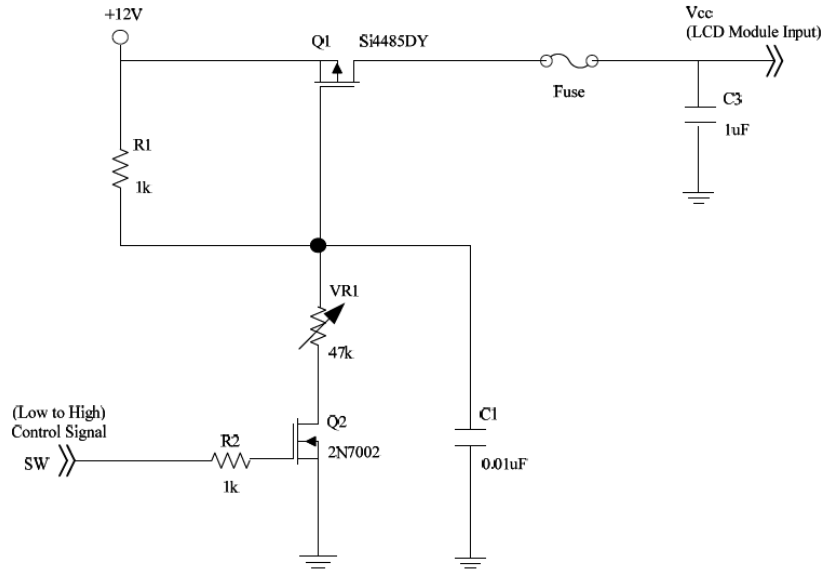 +12V
Q1
Si4485DY
Vcc
(LCD Module Input)
Fuse
C3
1uF
R1
1k
VR1
47k
(Low to High)
Control Signal
SW
R2
1k
Q2
2N7002
C1
0.01uF